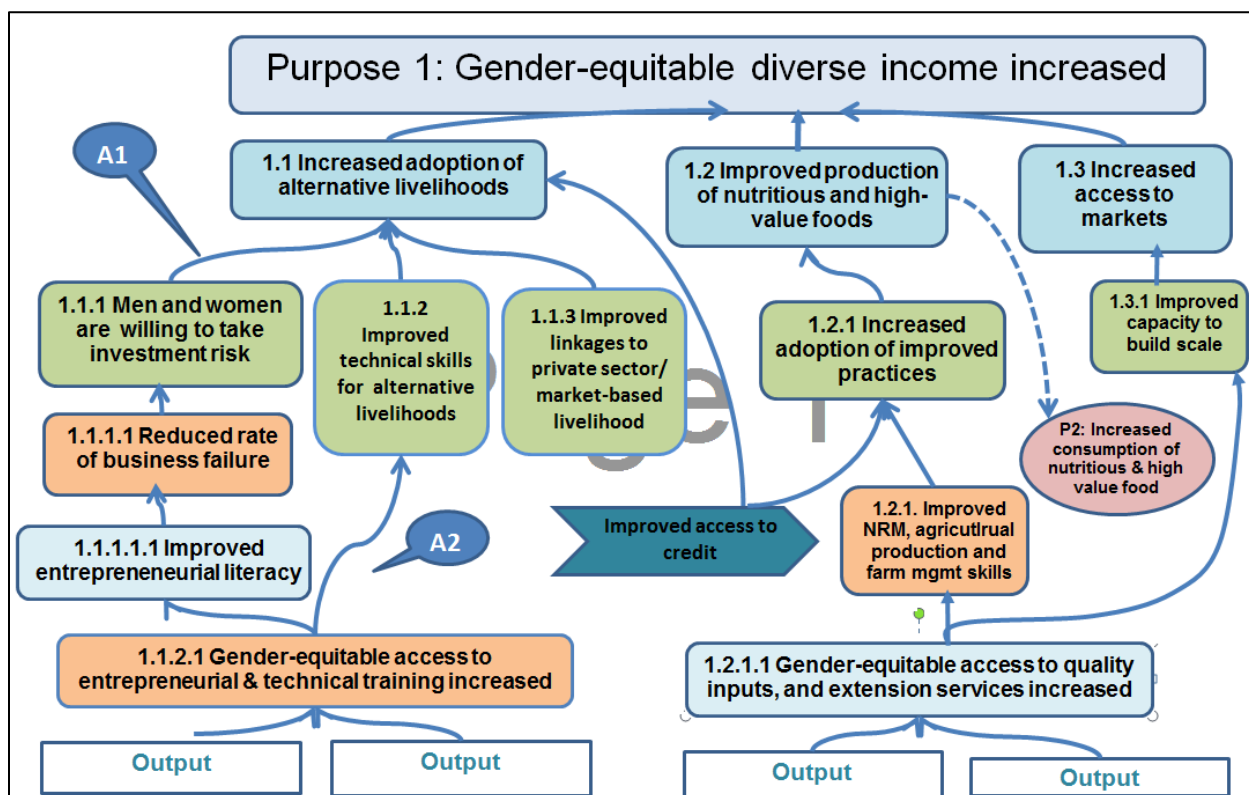 Purpose 1: Gender-equitable diverse income increased
A1
1.1 Increased adoption of
alternative livelihoods
1.2 Improved production
of nutritious and high-
value foods
1.3 Increased
access to
markets
1.1.1 Men and women
are willing to take
investment risk
1.1.2
Improved
technical skills
for alternative
livelihoods
1.1.3 Improved
linkages to
private sector/
market-based
livelihood
1.2.1 Increased
adoption of improved
practices
1.3.1 Improved
capacity to
build scale
1.1.1.1 Reduced rate
of business failure
P2: Increased
consumption of
nutritious & high
value food
Improved access to
credit
1.2.1. Improved
NRM, agricutlrual
production and
farm mgmt skills
1.1.1.1.1 Improved
entrepreneneurial literacy
A2
1.1.2.1 Gender-equitable access to
entrepreneurial & technical training increased
1.2.1.1 Gender-equitable access to quality
inputs, and extension services increased
Output
Output
Output
Output